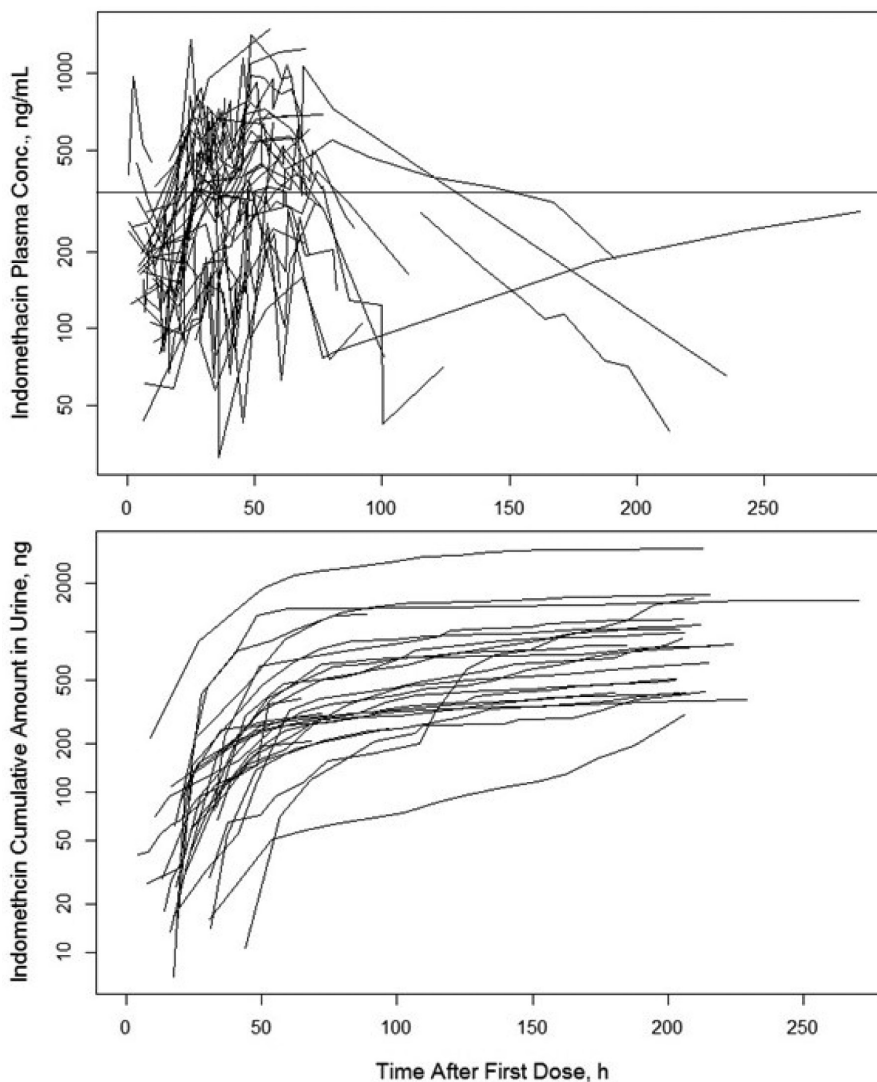 Indomethacin Plasma Conc., ng/mL
1000
500
200
100
50
0 50 100 150 200 250
Indomethcin Cumulative Amount in Urine, ng
2000
500
200
100
50
20
10
0 50 100 150 200 250
Time After First Dose, h